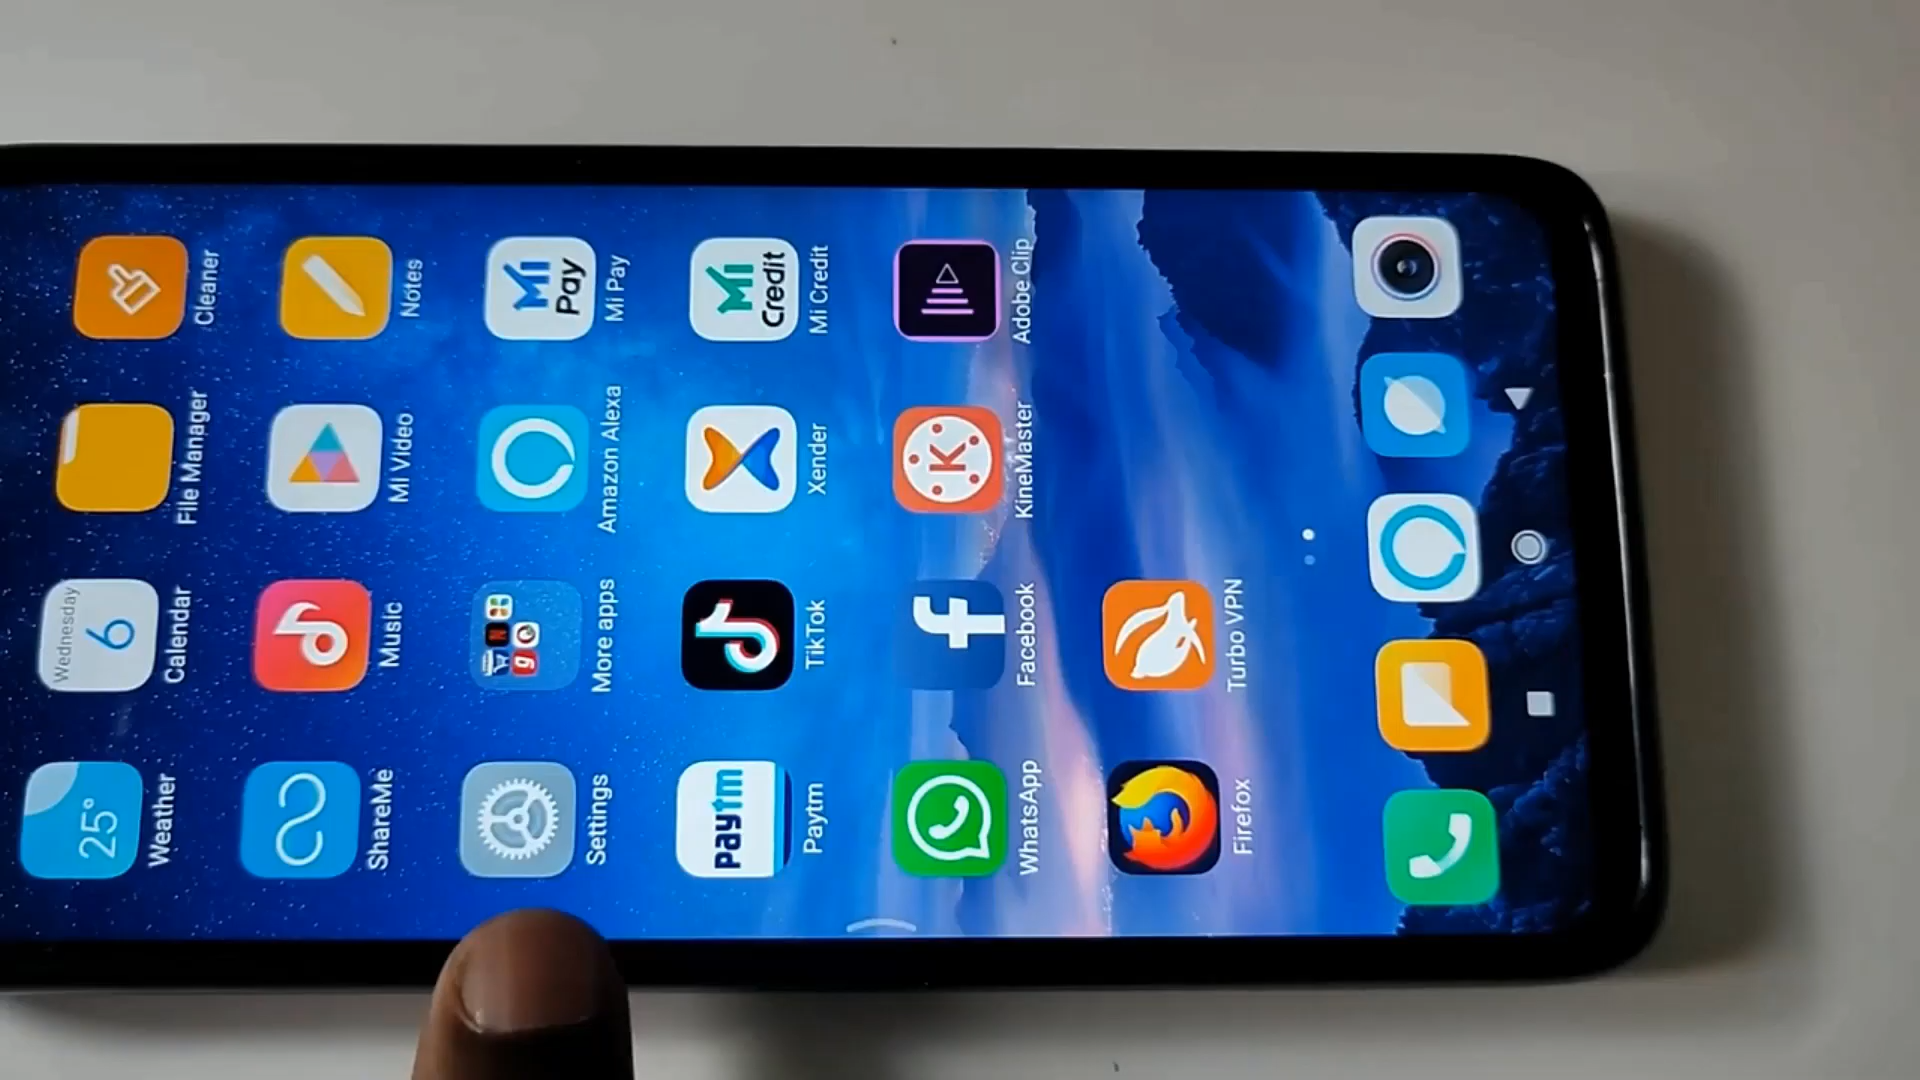 25°
Weather
Wednesday
6
Calendar
File Manager
Cleaner
ShareMe
Music
Mi Video
Notes
Settings
More apps
Amazon Alexa
Mi
Pay
Mi Pay
Paytm
Paytm
TikTok
Xender
Mi
Credit
Mi Credit
WhatsApp
f
Facebook
K
KineMaster
Adobe Clip
Firefox
Turbo VPN